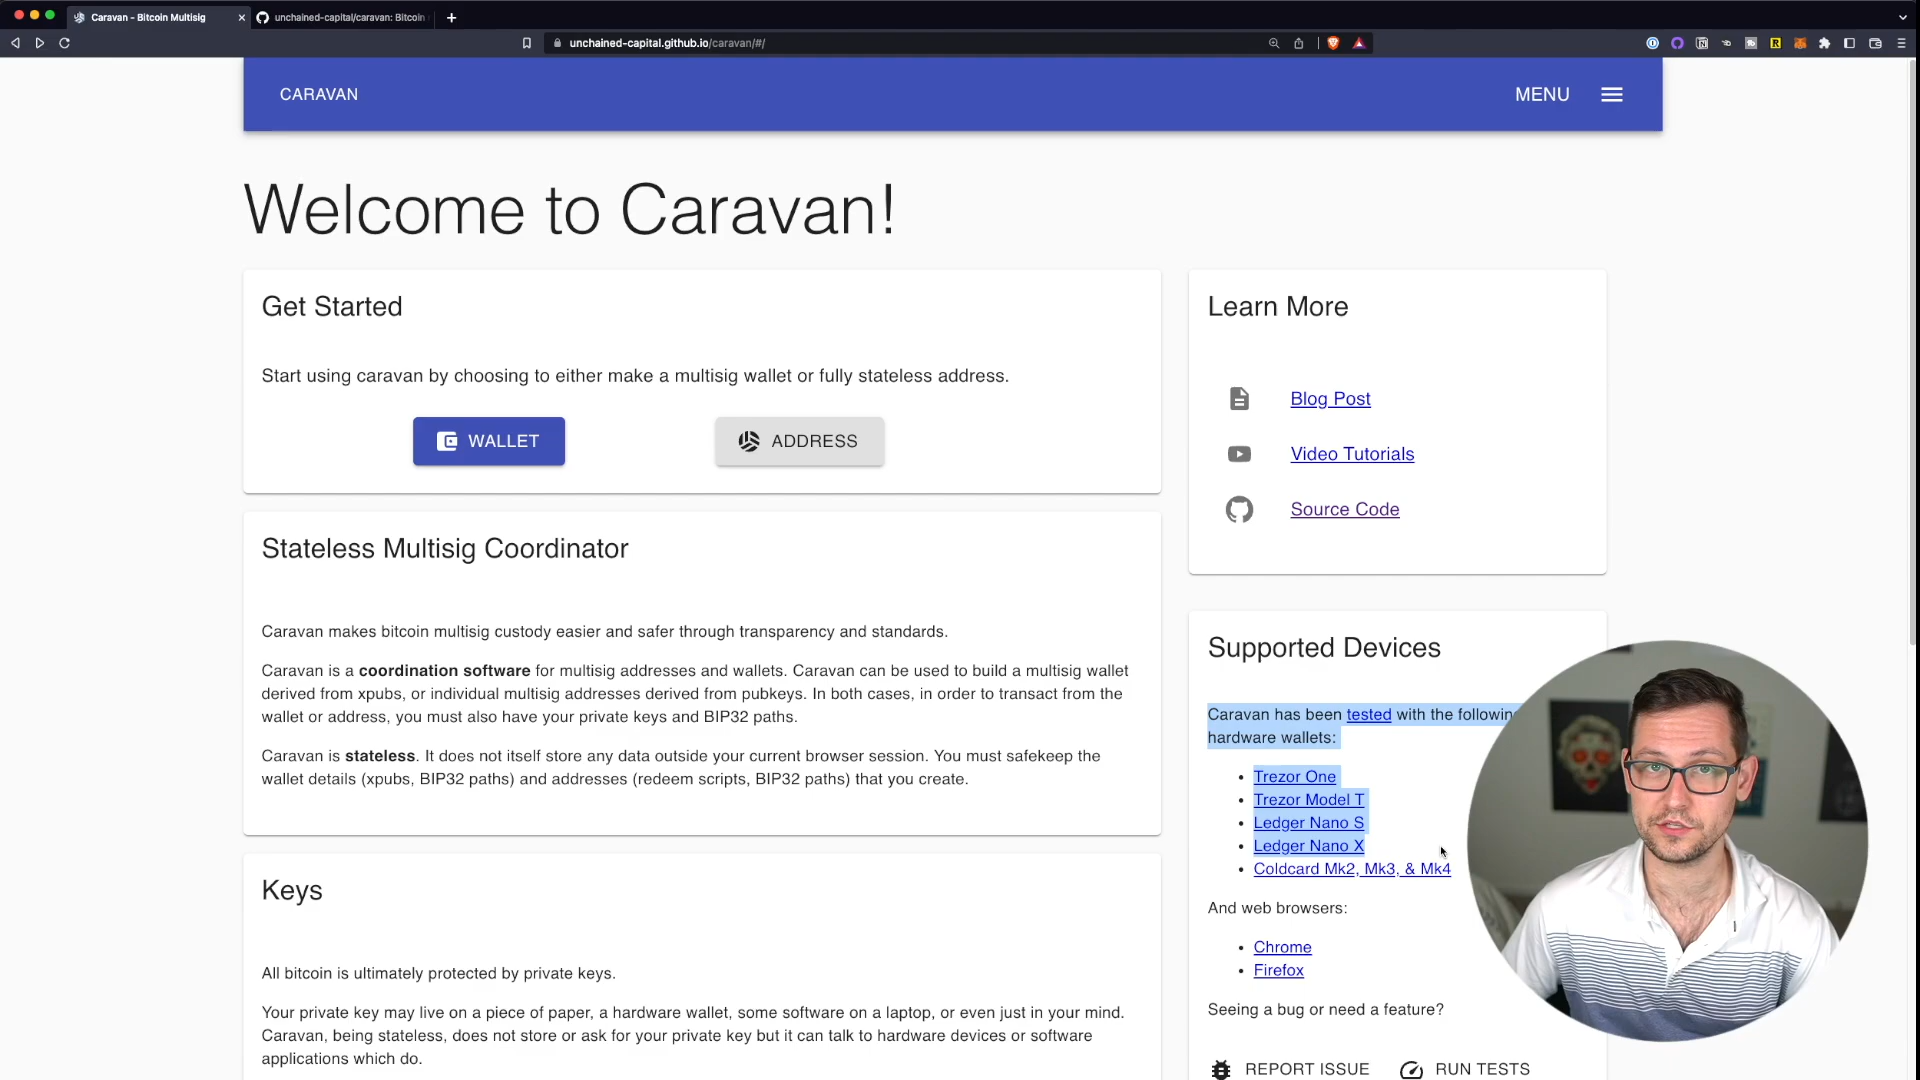 Caravan - Bitcoin Multisig
unchained-capital/caravan: Bitcoin
unchained-capital.github.io/caravan/#/
CARAVAN
MENU
Welcome to Caravan!
Get Started
Start using caravan by choosing to either make a multisig wallet or fully stateless address.
WALLET
ADDRESS
Stateless Multisig Coordinator
Caravan makes bitcoin multisig custody easier and safer through transparency and standards.
Caravan is a coordination software for multisig addresses and wallets. Caravan can be used to build a multisig wallet
derived from xpubs, or individual multisig addresses derived from pubkeys. In both cases, in order to transact from the
wallet or address, you must also have your private keys and BIP32 paths.
Caravan is stateless. It does not itself store any data outside your current browser session. You must safekeep the
wallet details (xpubs, BIP32 paths) and addresses (redeem scripts, BIP32 paths) that you create.
Keys
All bitcoin is ultimately protected by private keys.
Your private key may live on a piece of paper, a hardware wallet, some software on a laptop, or even just in your mind.
Caravan, being stateless, does not store or ask for your private key but it can talk to hardware devices or software
applications which do.
Learn More
Blog Post
Video Tutorials
Source Code
Supported Devices
Caravan has been tested with the followin
hardware wallets:
• Trezor One
• Trezor Model T
• Ledger Nano S
• Ledger Nano X
• Coldcard Mk2, Mk3, & Mk4
And web browsers:
• Chrome
• Firefox
Seeing a bug or need a feature?
REPORT ISSUE
RUN TESTS